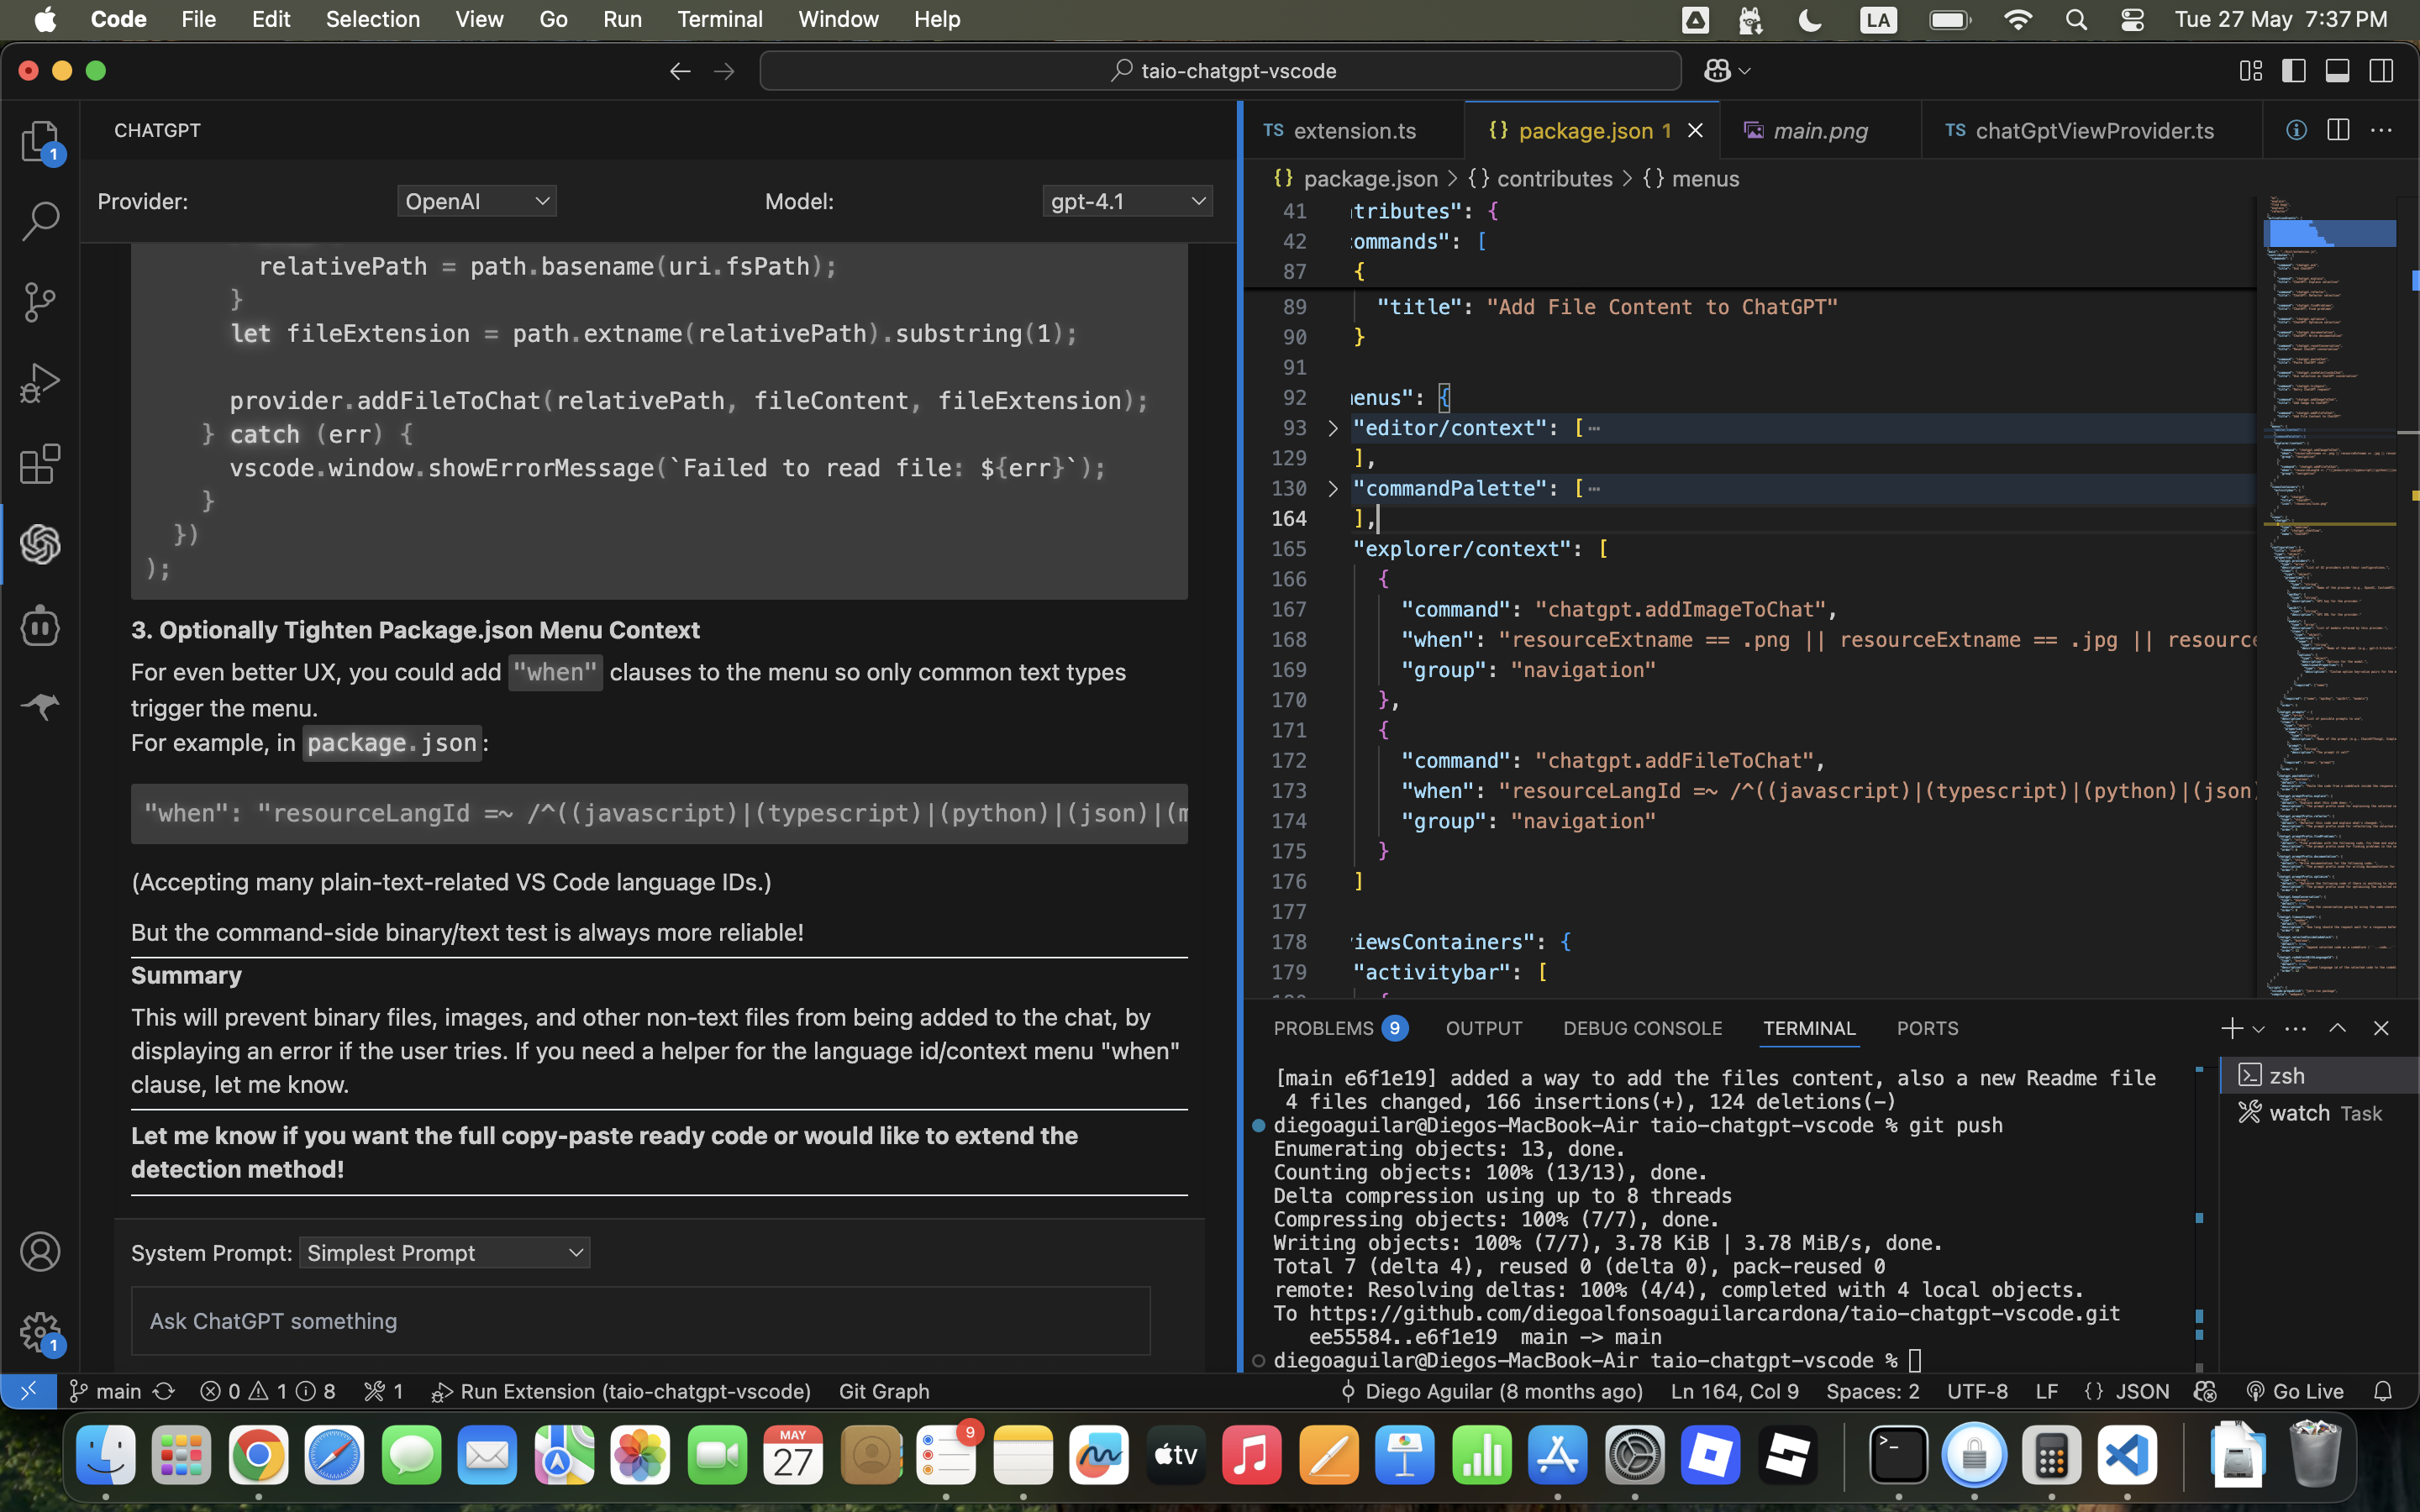 Code File Edit Selection View Go Run Terminal Window Help LA Tue 27 May 7:37 PM
taio-chatgpt-vscode
CHATGPT
Provider: OpenAI Model: gpt-4.1
relativePath = path.basename(uri.fsPath);
}
let fileExtension = path.extname(relativePath).substring(1);
provider.addFileToChat(relativePath, fileContent, fileExtension);
} catch (err) {
vscode.window.showErrorMessage(`Failed to read file: ${err}`);
}
})
);
3. Optionally Tighten Package.json Menu Context
For even better UX, you could add "when" clauses to the menu so only common text types
trigger the menu.
For example, in package.json:
"when": "resourceLangId =~ /^((javascript)|(typescript)|(python)|(json)|(m
(Accepting many plain-text-related VS Code language IDs.)
But the command-side binary/text test is always more reliable!
Summary
This will prevent binary files, images, and other non-text files from being added to the chat, by
displaying an error if the user tries. If you need a helper for the language id/context menu "when"
clause, let me know.
Let me know if you want the full copy-paste ready code or would like to extend the
detection method!
System Prompt: Simplest Prompt
Ask ChatGPT something
TS extension.ts {} package.json 1 main.png TS chatGptViewProvider.ts
{} package.json > {} contributes > {} menus
41 tributes": {
42 ommands": [
87 {
89 "title": "Add File Content to ChatGPT"
90 }
91
92 enus": {
93 "editor/context": [ ⋯
129 ],
130 "commandPalette": [ ⋯
164 ],
165 "explorer/context": [
166 {
167 "command": "chatgpt.addImageToChat",
168 "when": "resourceExtname == .png || resourceExtname == .jpg || resource
169 "group": "navigation"
170 },
171 {
172 "command": "chatgpt.addFileToChat",
173 "when": "resourceLangId =~ /^((javascript)|(typescript)|(python)|(json)
174 "group": "navigation"
175 }
176 ]
177
178 iewsContainers": {
179 "activitybar": [
PROBLEMS 9 OUTPUT DEBUG CONSOLE TERMINAL PORTS
[main e6f1e19] added a way to add the files content, also a new Readme file
4 files changed, 166 insertions(+), 124 deletions(-)
diegoaguilar@Diegos-MacBook-Air taio-chatgpt-vscode % git push
Enumerating objects: 13, done.
Counting objects: 100% (13/13), done.
Delta compression using up to 8 threads
Compressing objects: 100% (7/7), done.
Writing objects: 100% (7/7), 3.78 KiB | 3.78 MiB/s, done.
Total 7 (delta 4), reused 0 (delta 0), pack-reused 0
remote: Resolving deltas: 100% (4/4), completed with 4 local objects.
To https://github.com/diegoalfonsoaguilarcardona/taio-chatgpt-vscode.git
ee55584..e6f1e19 main -> main
diegoaguilar@Diegos-MacBook-Air taio-chatgpt-vscode %
zsh
watch Task
1
1
main 0 1 8 1 Run Extension (taio-chatgpt-vscode) Git Graph Diego Aguilar (8 months ago) Ln 164, Col 9 Spaces: 2 UTF-8 LF {} JSON Go Live
MAY
27
9
tv